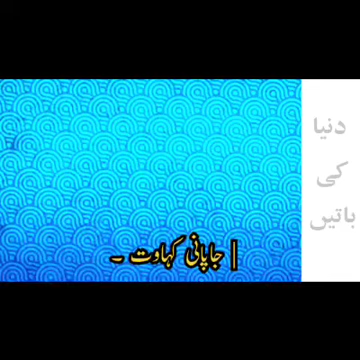 دنیا
کی
باتیں
| جاپانی کہاوت ۔